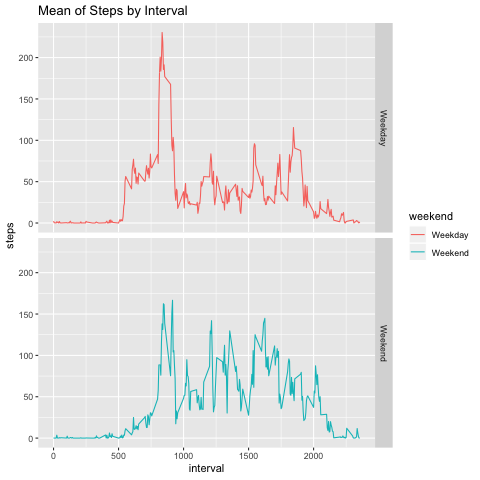 Mean of Steps by Interval
200
150
100
50
0
Weekday
200
150
100
50
0
Weekend
0
500
1000
1500
2000
interval
steps
weekend
Weekday
Weekend